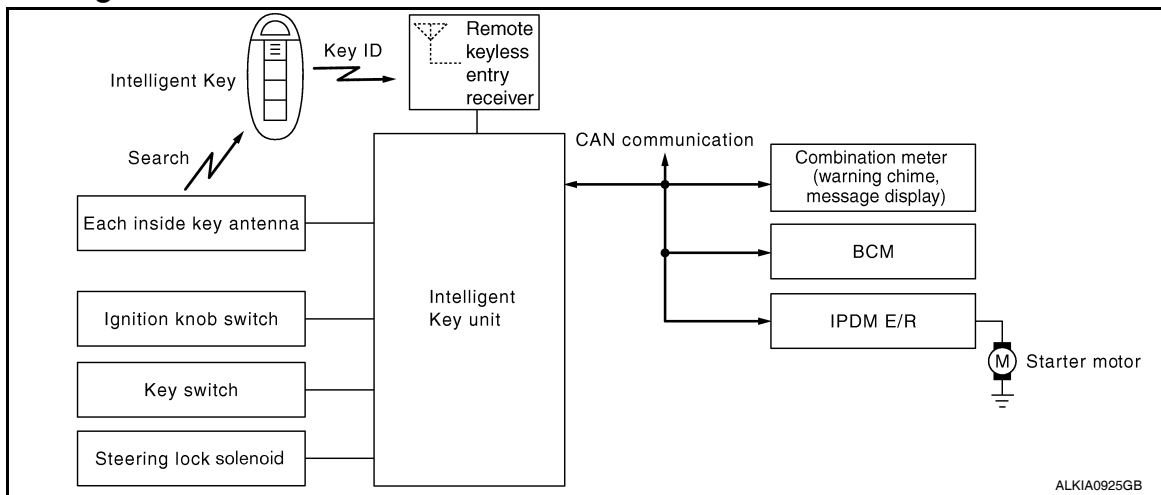 Intelligent Key
Key ID
Remote
keyless
entry
receiver
Search
CAN communication
Each inside key antenna
Ignition knob switch
Key switch
Steering lock solenoid
Intelligent
Key unit
Combination meter
(warning chime,
message display)
BCM
IPDM E/R
M
Starter motor
ALKIA0925GB